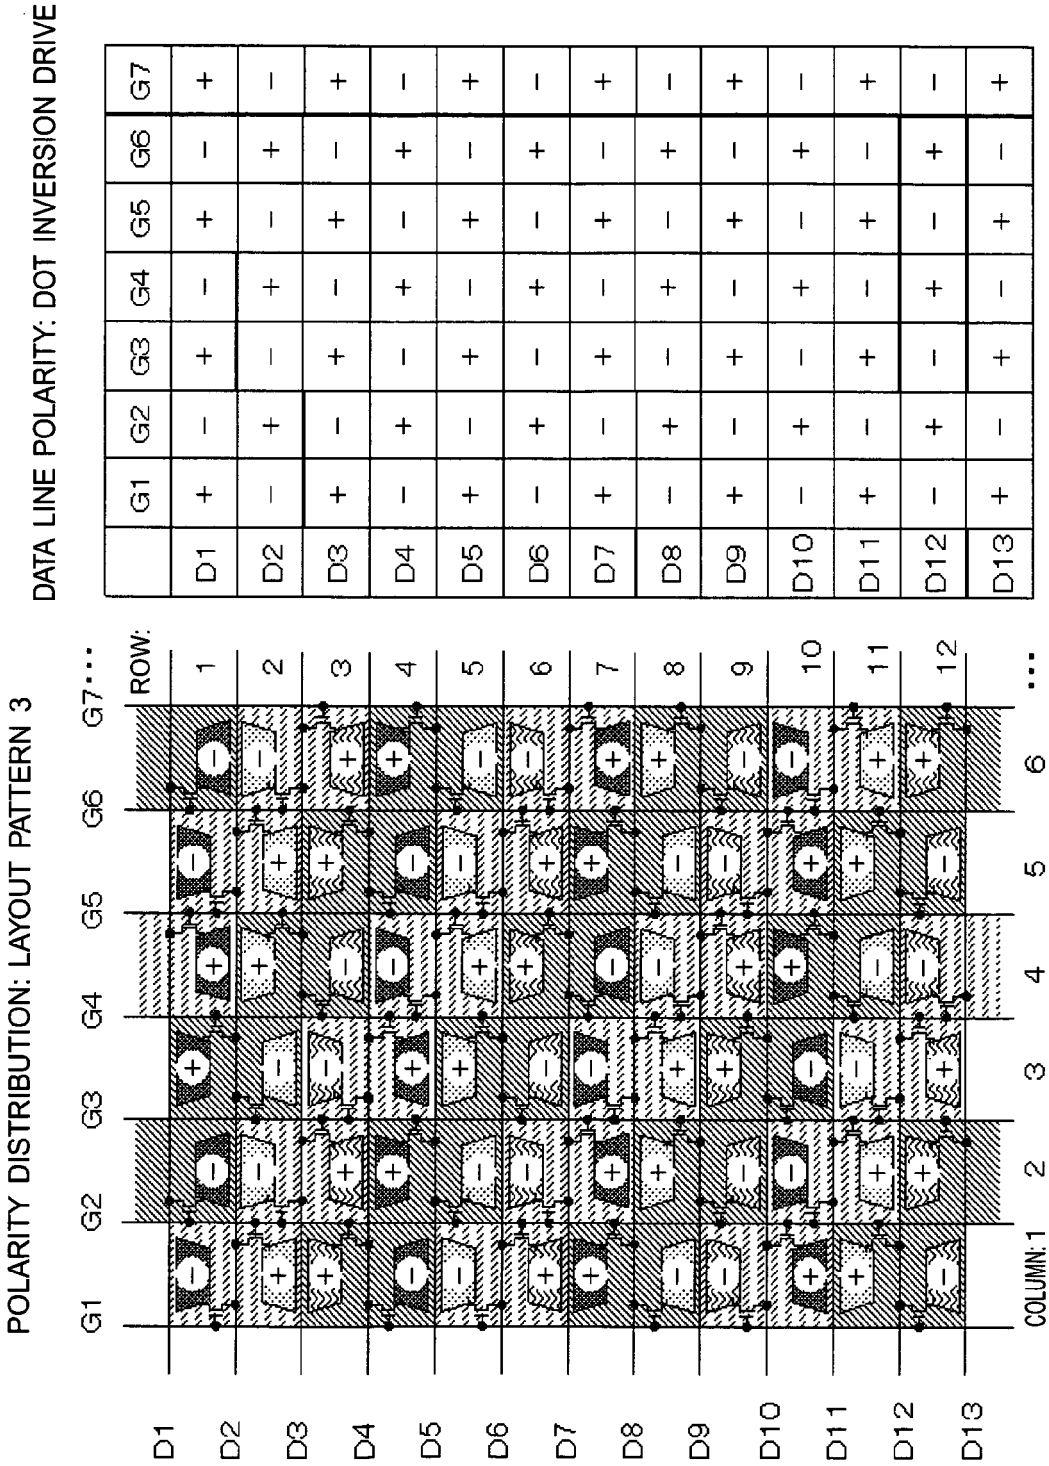 POLARITY DISTRIBUTION: LAYOUT PATTERN 3
G1 G2 G3 G4 G5 G6 G7 ...
ROW:
D1
− − + + − − 1
D2
+ − − + + − 2
D3
+ + − − + + 3
D4
− + + − − + 4
D5
− − + + − − 5
D6
+ − − + + − 6
D7
+ + − − + + 7
D8
− + + − − + 8
D9
− − + + − − 9
D10
+ − − + + − 10
D11
+ + − − + + 11
D12
− + + − − + 12
D13
COLUMN:1 2 3 4 5 6 ...
DATA LINE POLARITY: DOT INVERSION DRIVE
G1 G2 G3 G4 G5 G6 G7
D1 + − + − + − +
D2 − + − + − + −
D3 + − + − + − +
D4 − + − + − + −
D5 + − + − + − +
D6 − + − + − + −
D7 + − + − + − +
D8 − + − + − + −
D9 + − + − + − +
D10 − + − + − + −
D11 + − + − + − +
D12 − + − + − + −
D13 + − + − + − +